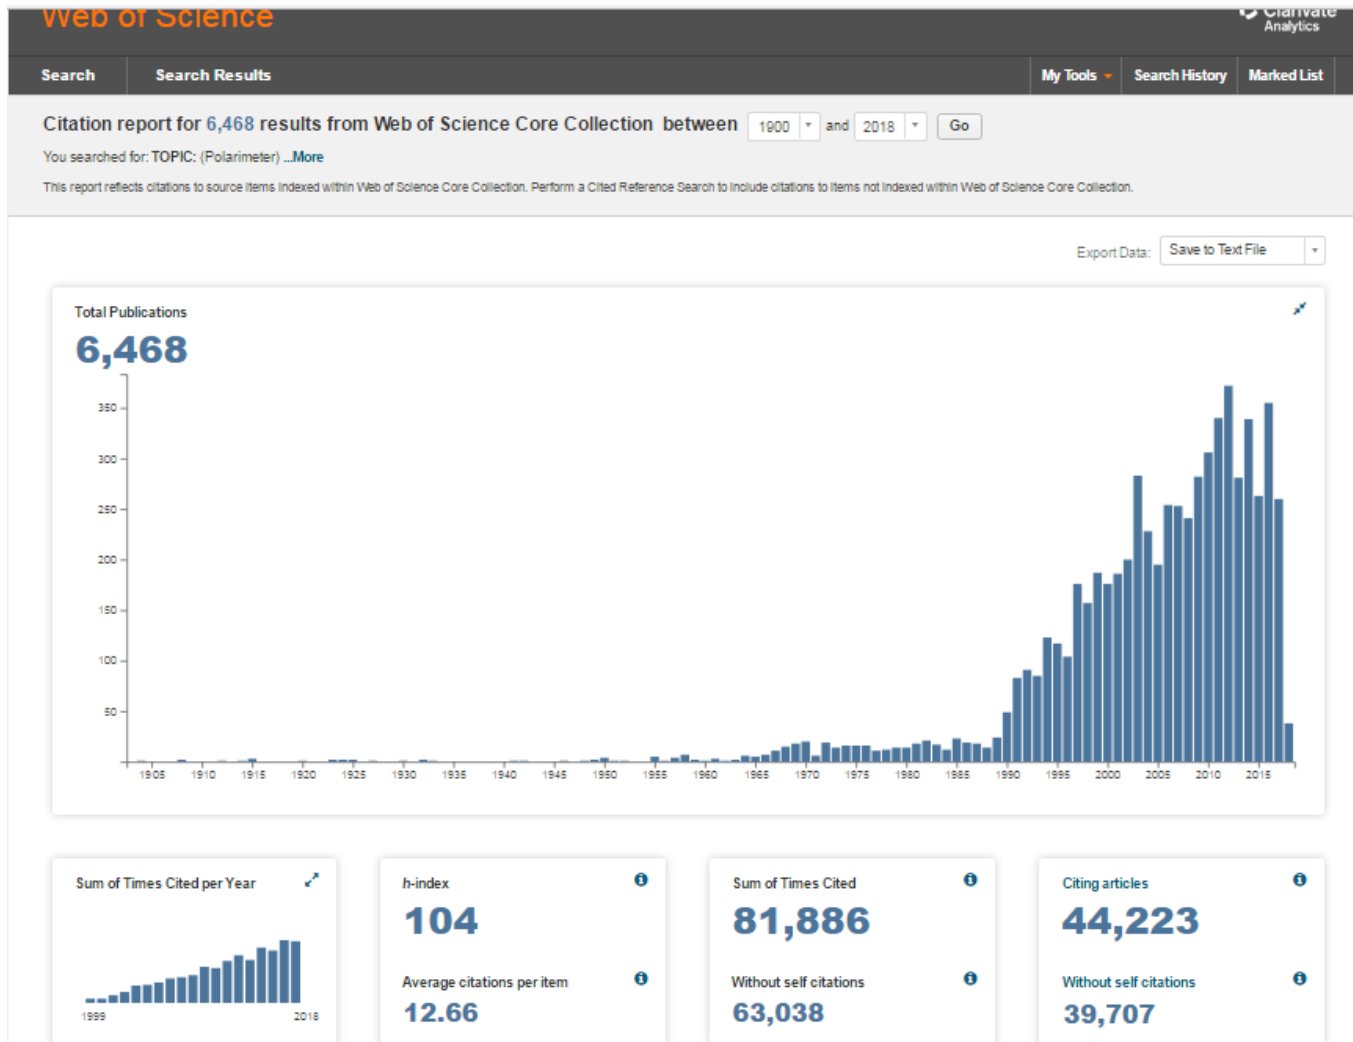 Web of Science
Clarivate
Analytics
Search Search Results My Tools Search History Marked List
Citation report for 6,468 results from Web of Science Core Collection between 1900 and 2018 Go
You searched for: TOPIC: (Polarimeter) ...More
This report reflects citations to source items indexed within Web of Science Core Collection. Perform a Cited Reference Search to include citations to items not indexed within Web of Science Core Collection.
Export Data: Save to Text File
Total Publications
6,468
350
300
250
200
150
100
50
1905 1910 1915 1920 1925 1930 1935 1940 1945 1950 1955 1960 1965 1970 1975 1980 1985 1990 1995 2000 2005 2010 2015
Sum of Times Cited per Year
1999 2018
h-index
104
Average citations per item
12.66
Sum of Times Cited
81,886
Without self citations
63,038
Citing articles
44,223
Without self citations
39,707